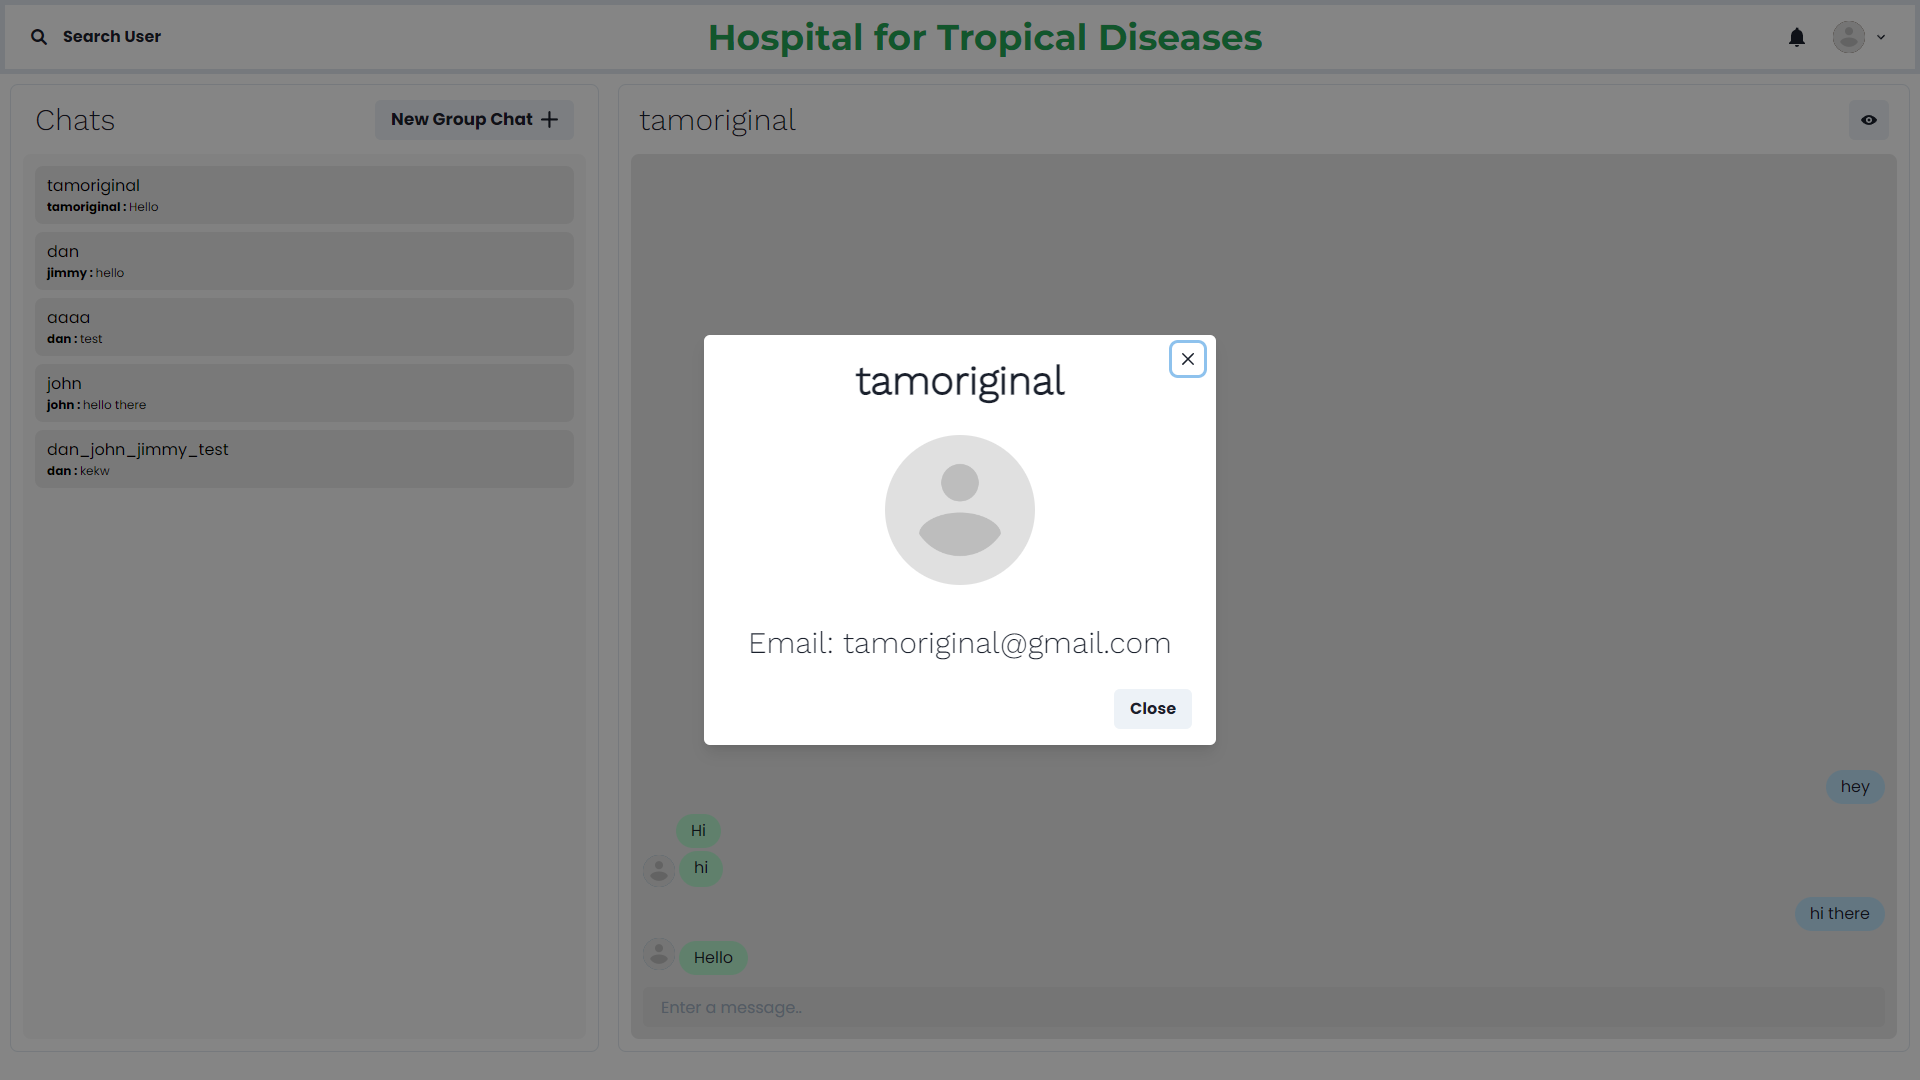 Search User
Hospital for Tropical Diseases
Chats
New Group Chat
tamoriginal
tamoriginal : Hello
dan
jimmy : hello
aaaa
dan : test
john
john : hello there
dan_john_jimmy_test
dan : kekw
tamoriginal
tamoriginal
Email: tamoriginal@gmail.com
Close
hey
Hi
hi
hi there
Hello
Enter a message..